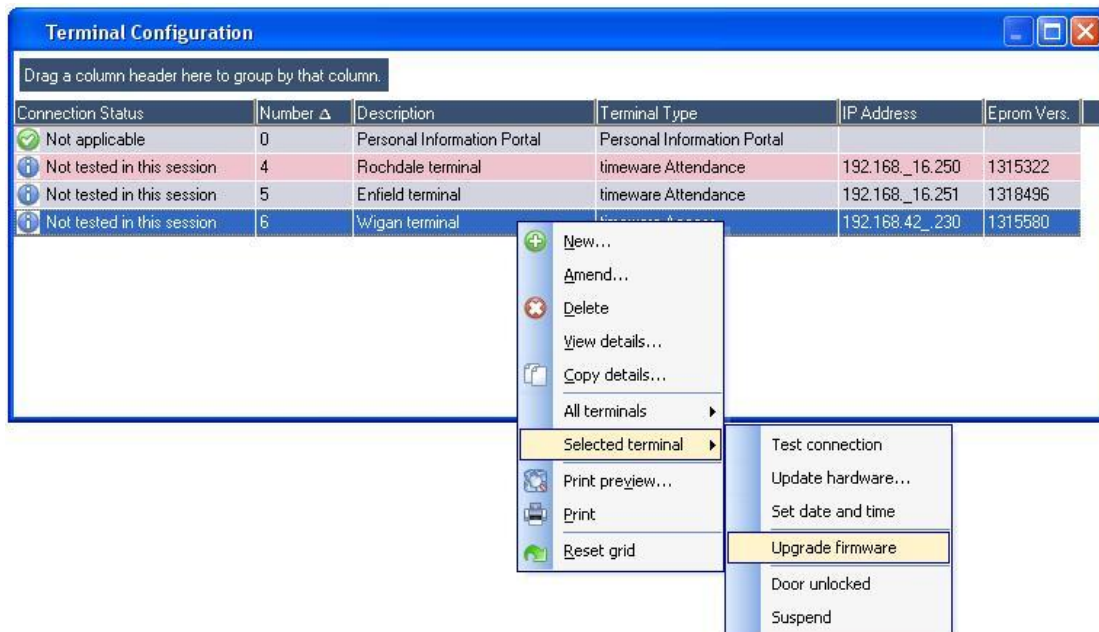 Terminal Configuration
Drag a column header here to group by that column.
Connection Status Number Description Terminal Type IP Address Eprom Vers.
Not applicable 0 Personal Information Portal Personal Information Portal
Not tested in this session 4 Rochdale terminal timeware Attendance 192.168._16.250 1315322
Not tested in this session 5 Enfield terminal timeware Attendance 192.168._16.251 1318496
Not tested in this session 6 Wigan terminal 192.168.42_.230 1315580
New...
Amend...
Delete
View details...
Copy details...
All terminals
Selected terminal
Print preview...
Print
Reset grid
Test connection
Update hardware...
Set date and time
Upgrade firmware
Door unlocked
Suspend